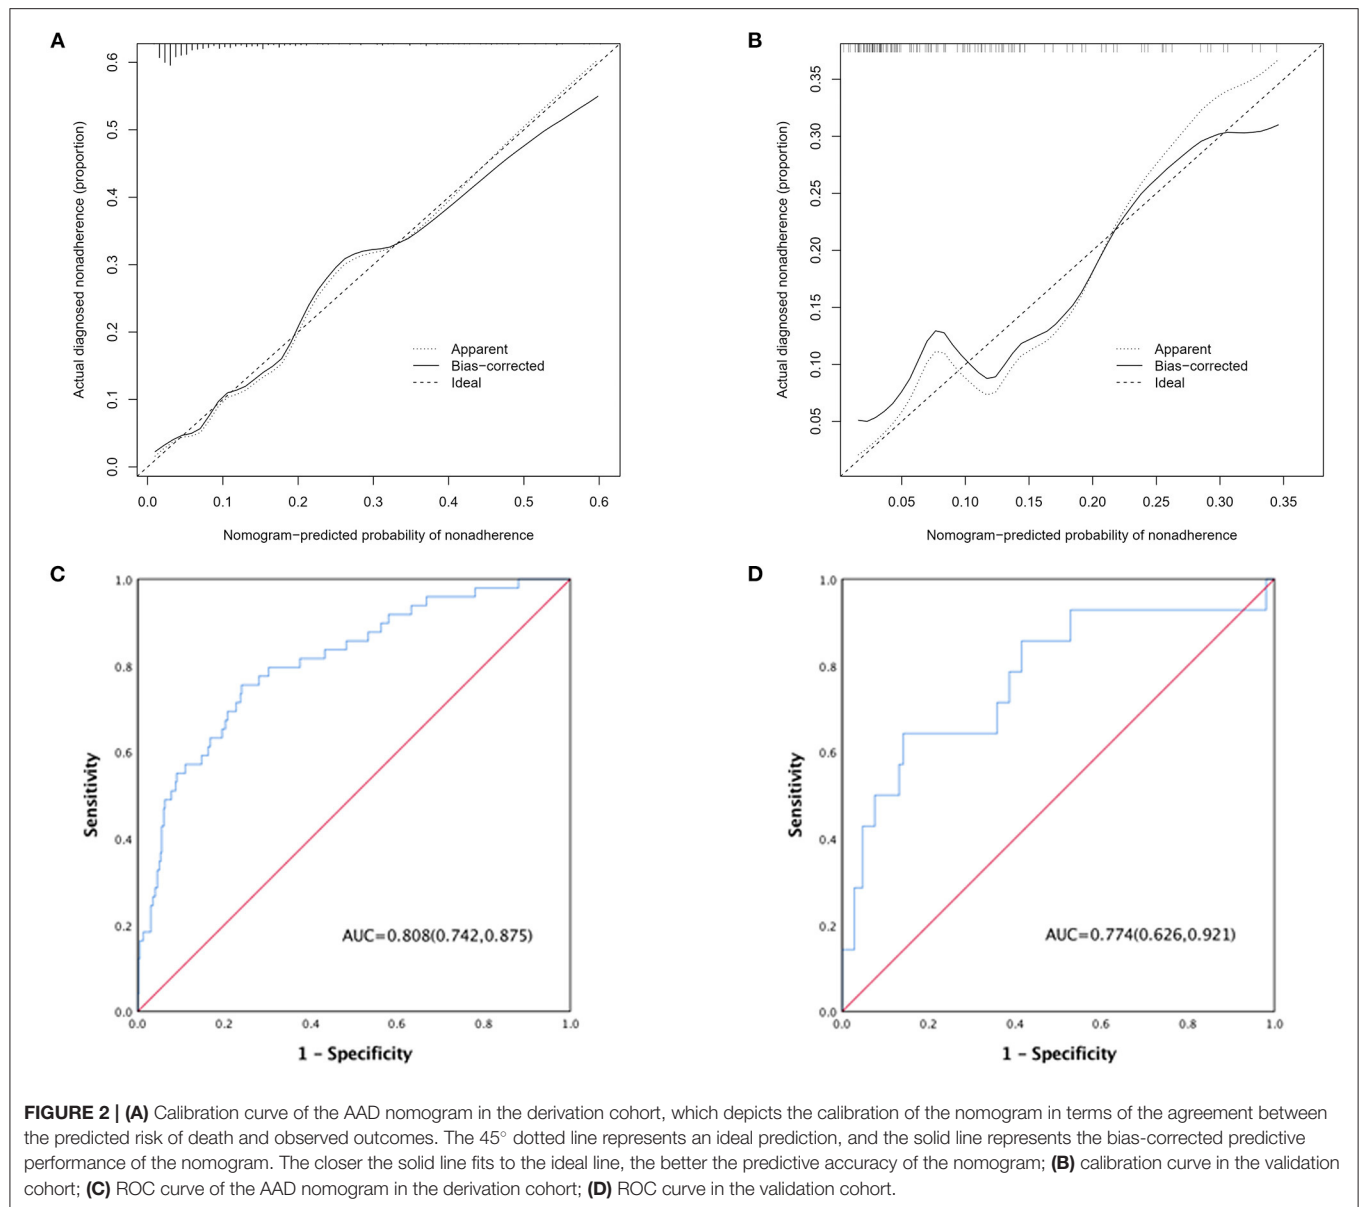 A
Actual diagnosed nonadherence (proportion)
0.6
0.5
0.4
0.3
0.2
0.1
0.0
Apparent
Bias−corrected
Ideal
0.0 0.1 0.2 0.3 0.4 0.5 0.6
Nomogram−predicted probability of nonadherence
B
Actual diagnosed nonadherence (proportion)
0.35
0.30
0.25
0.20
0.15
0.10
0.05
Apparent
Bias−corrected
Ideal
0.05 0.10 0.15 0.20 0.25 0.30 0.35
Nomogram−predicted probability of nonadherence
C
Sensitivity
1.0
0.8
0.6
0.4
0.2
0.0
AUC=0.808(0.742,0.875)
0.0 0.2 0.4 0.6 0.8 1.0
1 – Specificity
D
Sensitivity
1.0
0.8
0.6
0.4
0.2
0.0
AUC=0.774(0.626,0.921)
0.0 0.2 0.4 0.6 0.8 1.0
1 – Specificity
FIGURE 2 | (A) Calibration curve of the AAD nomogram in the derivation cohort, which depicts the calibration of the nomogram in terms of the agreement between
the predicted risk of death and observed outcomes. The 45° dotted line represents an ideal prediction, and the solid line represents the bias-corrected predictive
performance of the nomogram. The closer the solid line fits to the ideal line, the better the predictive accuracy of the nomogram; (B) calibration curve in the validation
cohort; (C) ROC curve of the AAD nomogram in the derivation cohort; (D) ROC curve in the validation cohort.